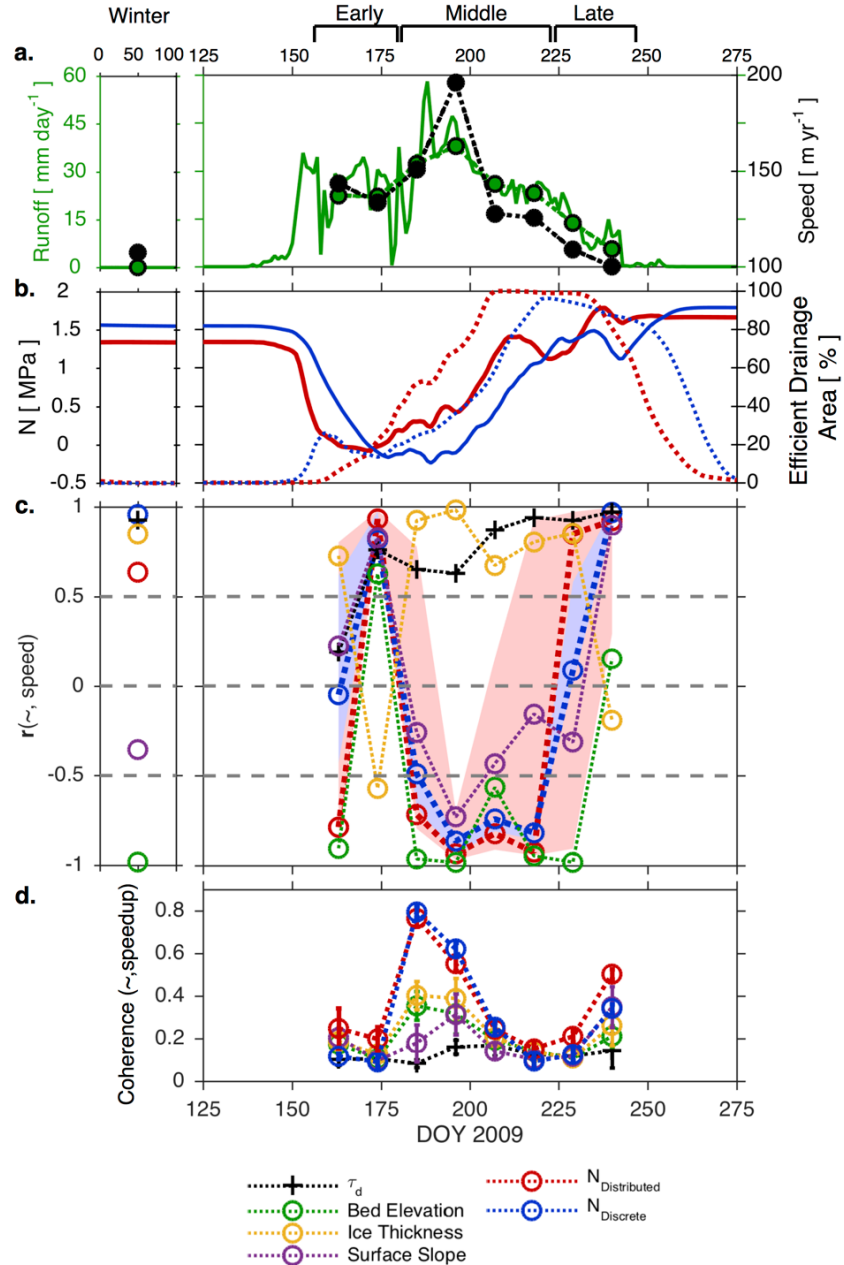 Winter Early Middle Late
0 50 100 125 150 175 200 225 250 275
a.
60 200
45
30 150
15
0 100
Runoff [ mm day-1 ]
Speed [ m yr-1 ]
b.
2 100
1.5 80
1 60
0.5 40
0 20
-0.5 0
N [ MPa ]
Efficient Drainage
Area [ % ]
c.
1
0.5
0
-0.5
-1
r(~, speed)
d.
0.8
0.6
0.4
0.2
0
Coherence (~,speedup)
125 150 175 200 225 250 275
DOY 2009
τd NDistributed
Bed Elevation NDiscrete
Ice Thickness
Surface Slope